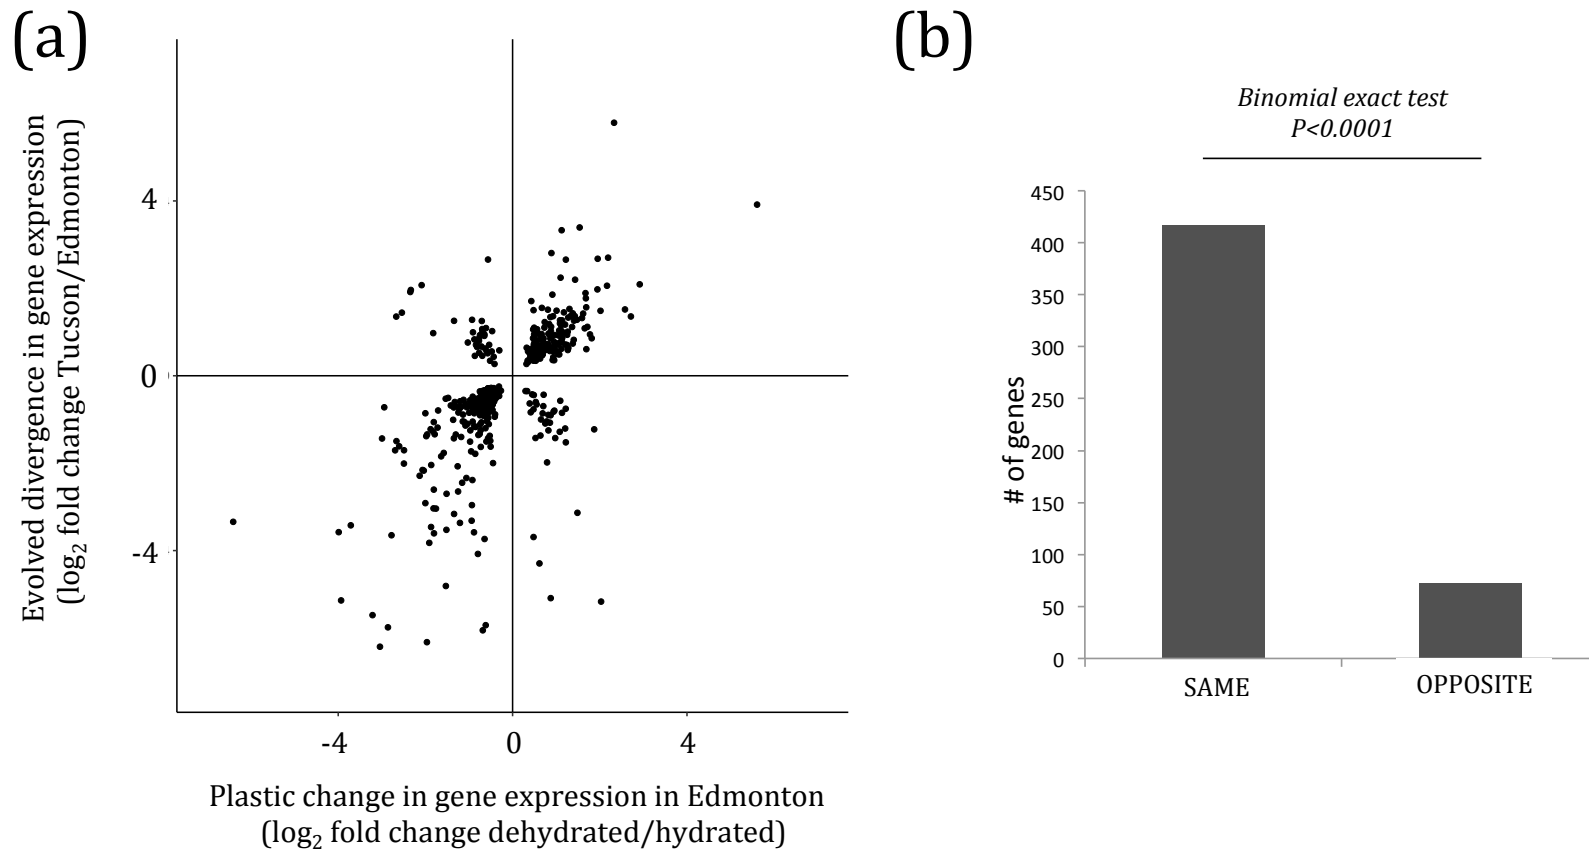 (a)
Evolved divergence in gene expression
(log2 fold change Tucson/Edmonton)
4
0
-4
-4
0
4
Plastic change in gene expression in Edmonton
(log2 fold change dehydrated/hydrated)
(b)
Binomial exact test
P<0.0001
# of genes
450
400
350
300
250
200
150
100
50
0
SAME
OPPOSITE